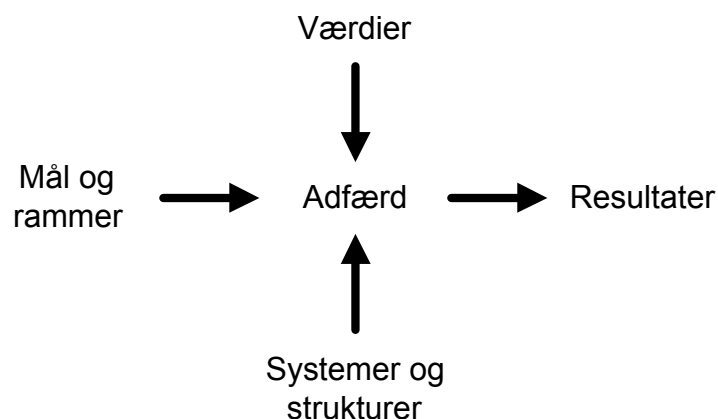 Værdier
Mål og
rammer
Adfærd
Resultater
Systemer og
strukturer